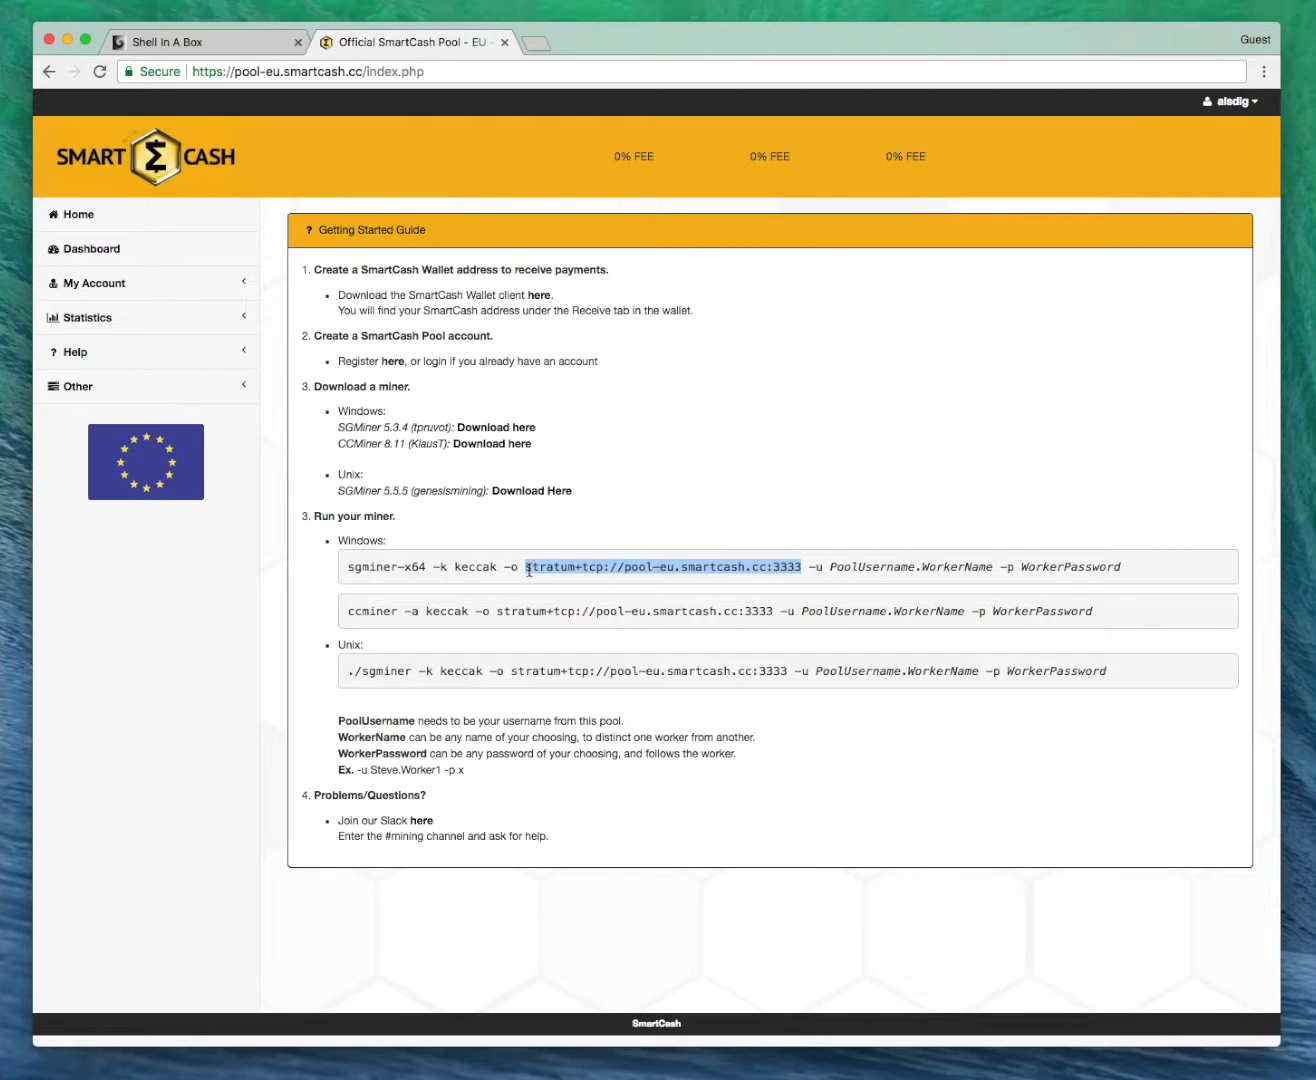 Shell In A Box
Official SmartCash Pool - EU -
Guest
Secure
https://pool-eu.smartcash.cc/index.php
alsdig
SMART CASH
0% FEE
0% FEE
0% FEE
Home
Dashboard
My Account
Statistics
? Help
Other
? Getting Started Guide
1. Create a SmartCash Wallet address to receive payments.
• Download the SmartCash Wallet client here.
You will find your SmartCash address under the Receive tab in the wallet.
2. Create a SmartCash Pool account.
• Register here, or login if you already have an account
3. Download a miner.
• Windows:
SGMiner 5.3.4 (tpruvot): Download here
CCMiner 8.11 (KlausT): Download here
• Unix:
SGMiner 5.5.5 (genesismining): Download Here
3. Run your miner.
• Windows:
sgminer-x64 -k keccak -o stratum+tcp://pool-eu.smartcash.cc:3333 -u PoolUsername.WorkerName -p WorkerPassword
ccminer -a keccak -o stratum+tcp://pool-eu.smartcash.cc:3333 -u PoolUsername.WorkerName -p WorkerPassword
• Unix:
./sgminer -k keccak -o stratum+tcp://pool-eu.smartcash.cc:3333 -u PoolUsername.WorkerName -p WorkerPassword
PoolUsername needs to be your username from this pool.
WorkerName can be any name of your choosing, to distinct one worker from another.
WorkerPassword can be any password of your choosing, and follows the worker.
Ex. -u Steve.Worker1 -p x
4. Problems/Questions?
• Join our Slack here
Enter the #mining channel and ask for help.
SmartCash